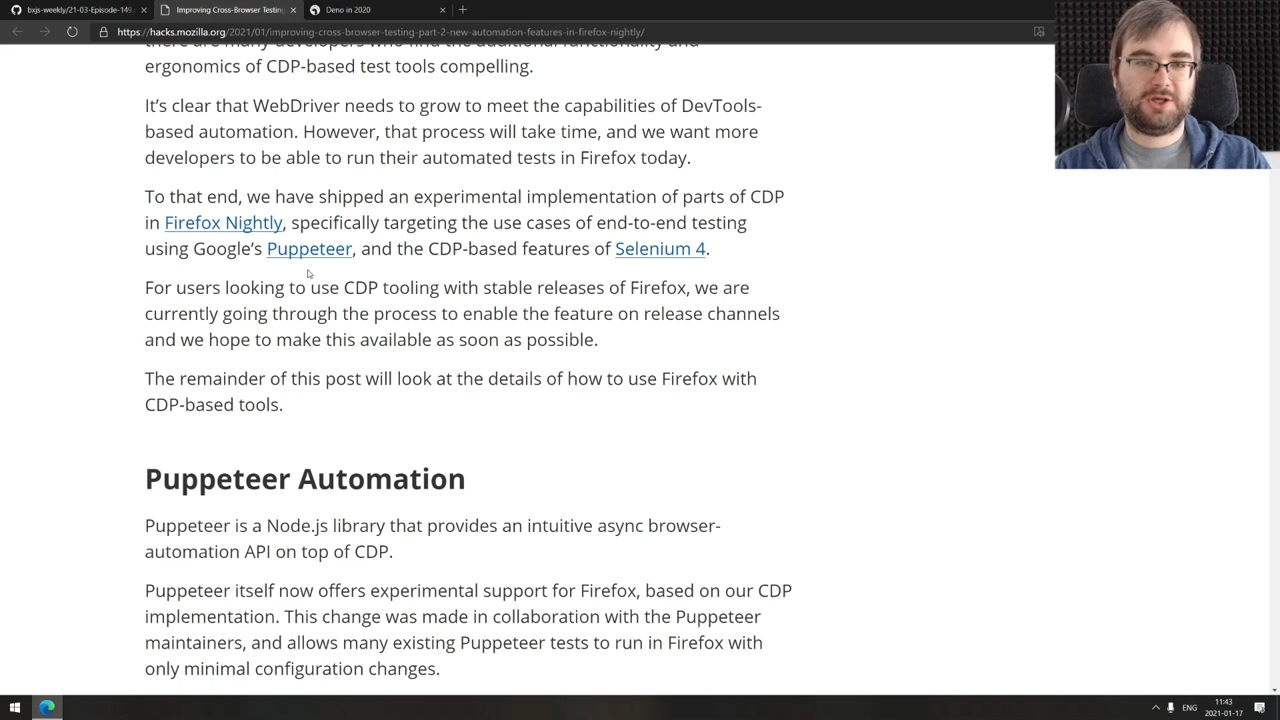 bxjs-weekly/21-03-Episode-149.
Improving Cross-Browser Testing
Deno in 2020
https://hacks.mozilla.org/2021/01/improving-cross-browser-testing-part-2-new-automation-features-in-firefox-nightly/
there are many developers who find the additional functionality and
ergonomics of CDP-based test tools compelling.
It’s clear that WebDriver needs to grow to meet the capabilities of DevTools-
based automation. However, that process will take time, and we want more
developers to be able to run their automated tests in Firefox today.
To that end, we have shipped an experimental implementation of parts of CDP
in Firefox Nightly, specifically targeting the use cases of end-to-end testing
using Google’s Puppeteer, and the CDP-based features of Selenium 4.
For users looking to use CDP tooling with stable releases of Firefox, we are
currently going through the process to enable the feature on release channels
and we hope to make this available as soon as possible.
The remainder of this post will look at the details of how to use Firefox with
CDP-based tools.
Puppeteer Automation
Puppeteer is a Node.js library that provides an intuitive async browser-
automation API on top of CDP.
Puppeteer itself now offers experimental support for Firefox, based on our CDP
implementation. This change was made in collaboration with the Puppeteer
maintainers, and allows many existing Puppeteer tests to run in Firefox with
only minimal configuration changes.
ENG
11:43
2021-01-17